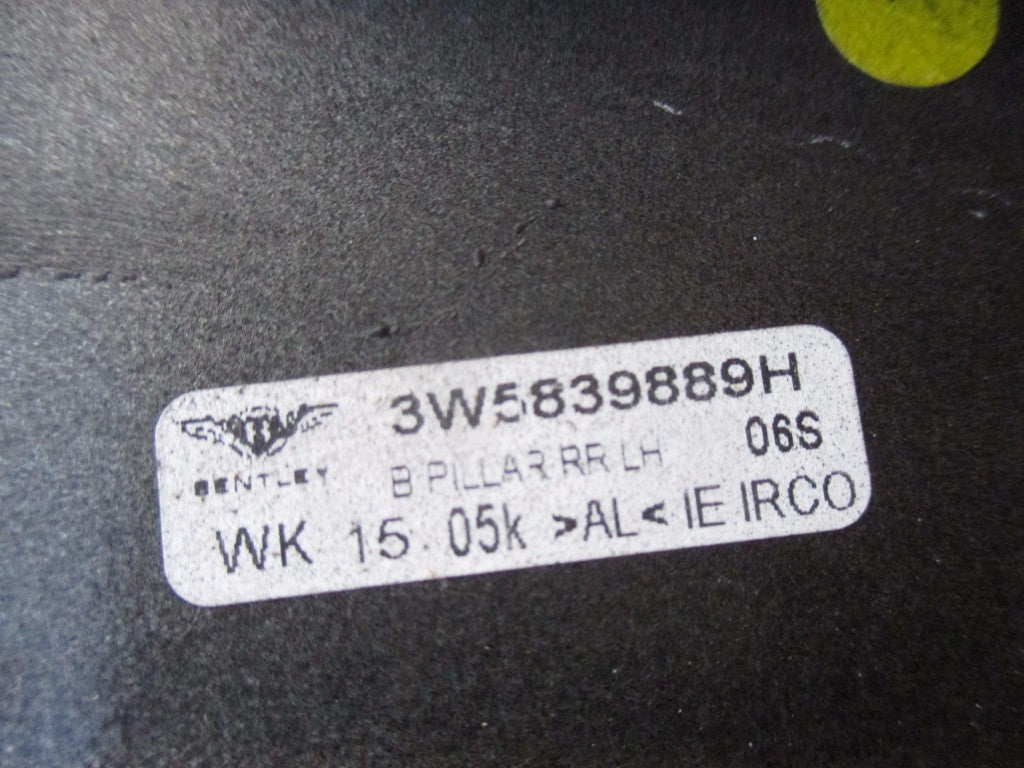 3W5839889H
BENTLEY B PILLAR RR LH 06S
WK 15 05k >AL< IE IRCO